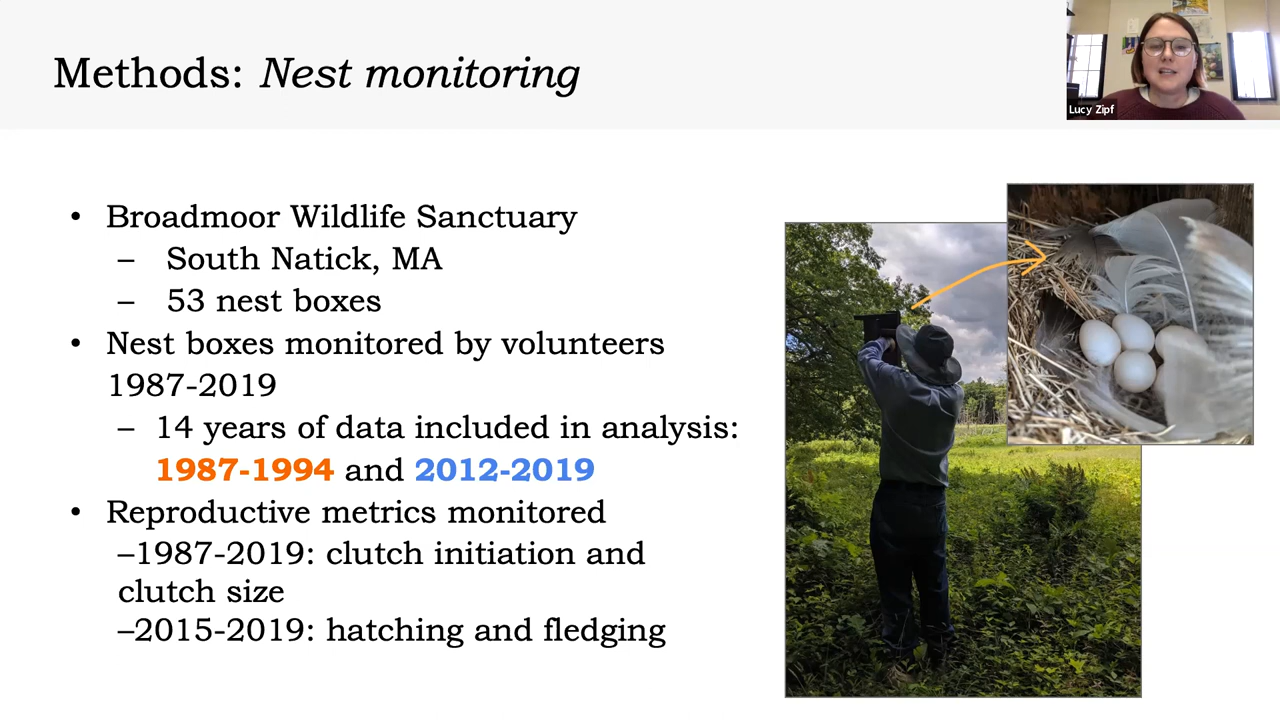 Methods: Nest monitoring
Lucy Zipf
• Broadmoor Wildlife Sanctuary
– South Natick, MA
– 53 nest boxes
• Nest boxes monitored by volunteers
1987-2019
– 14 years of data included in analysis:
1987-1994 and 2012-2019
• Reproductive metrics monitored
–1987-2019: clutch initiation and
clutch size
–2015-2019: hatching and fledging